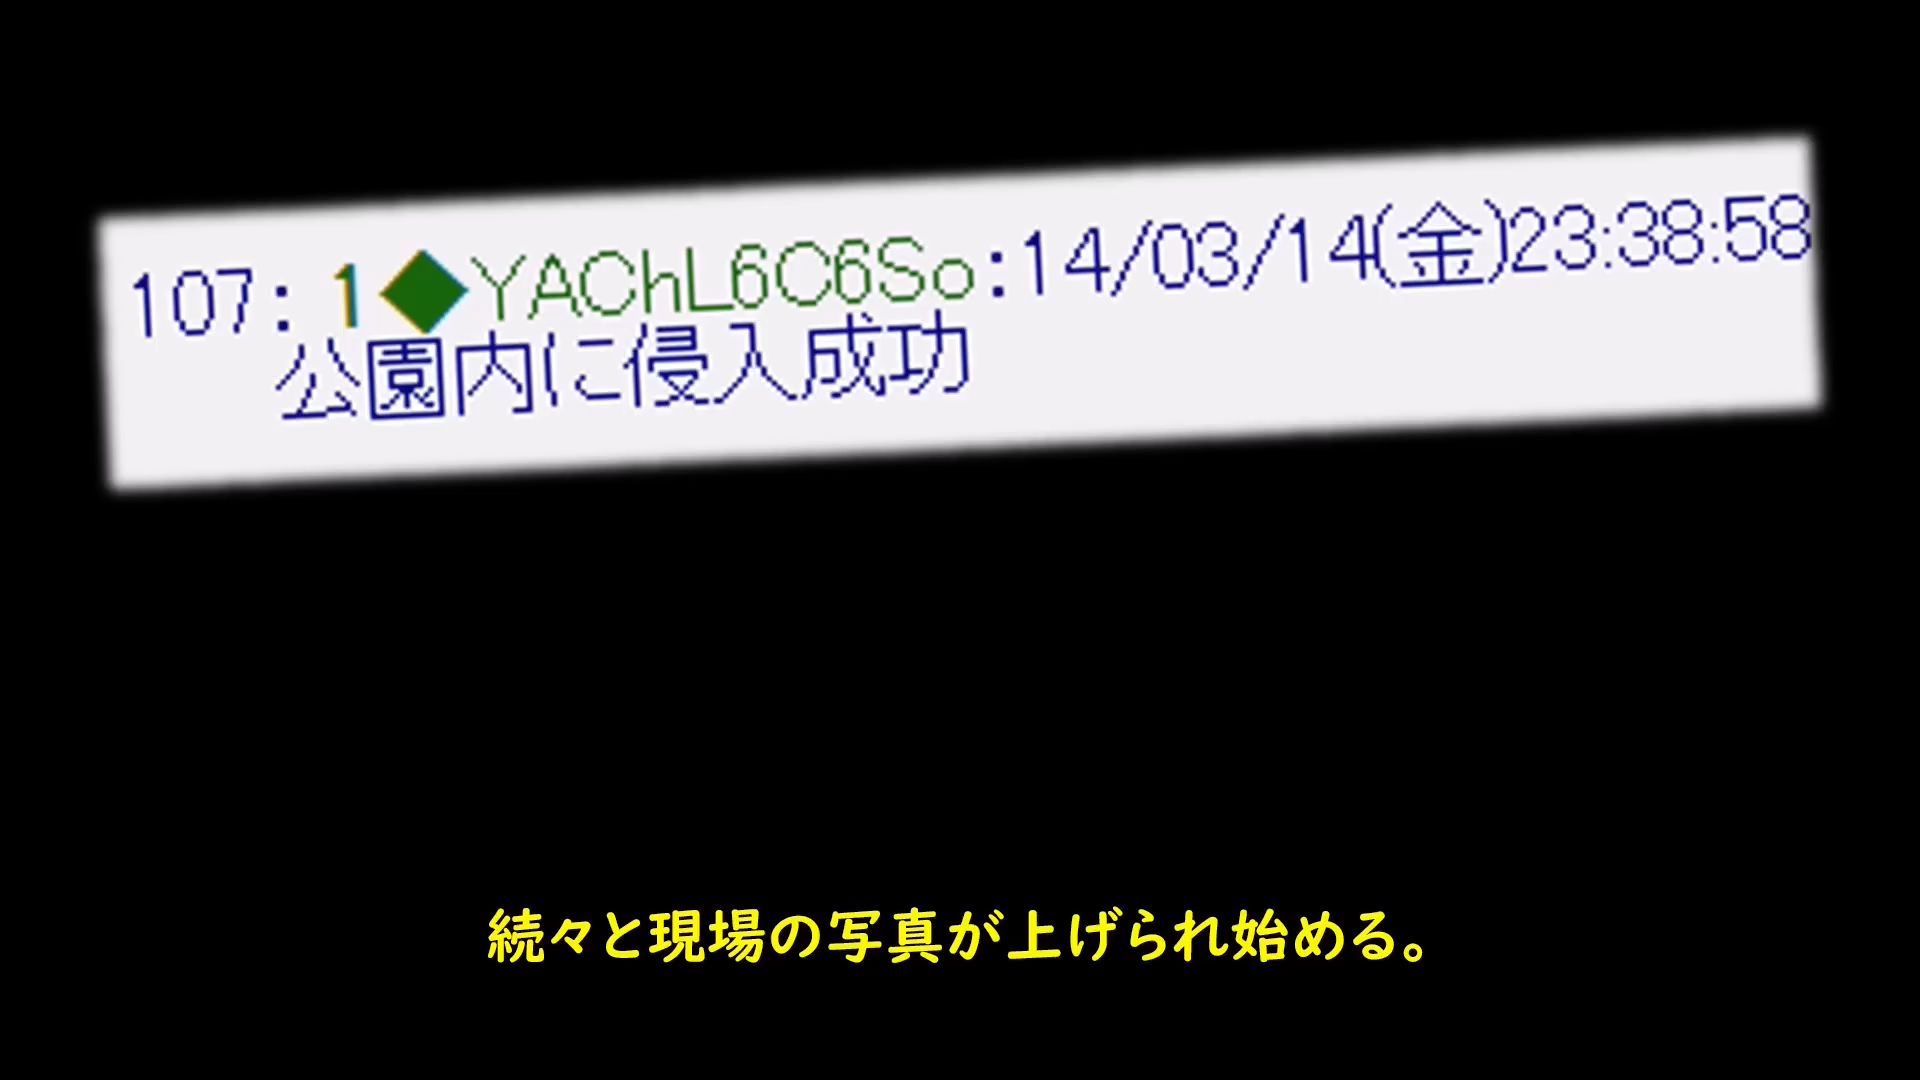 107: 1◆YAChL6C6So:14/03/14(金)23:38:58
公園内に侵入成功
続々と現場の写真が上げられ始める。